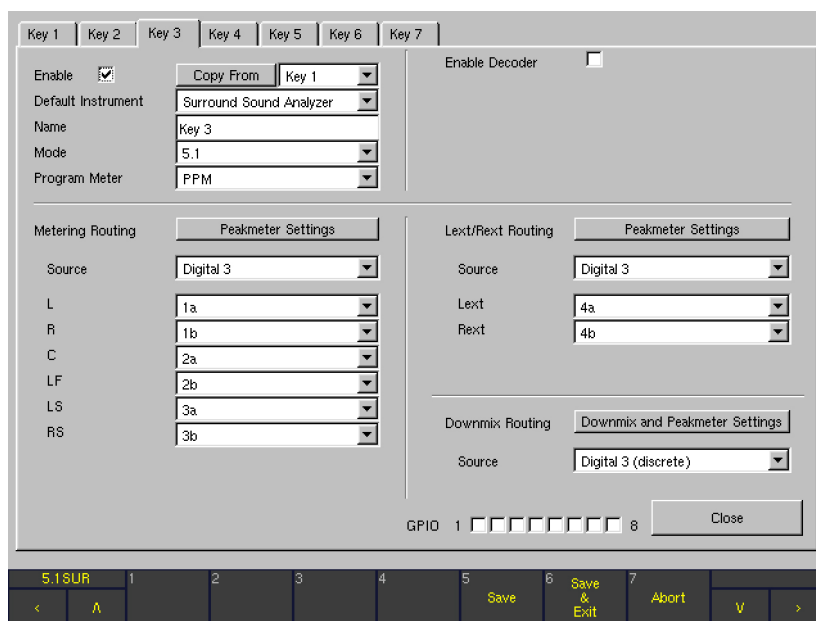 Key 1 Key 2 Key 3 Key 4 Key 5 Key 6 Key 7
Enable Copy From Key 1
Default Instrument Surround Sound Analyzer
Name Key 3
Mode 5.1
Program Meter PPM
Enable Decoder
Metering Routing Peakmeter Settings
Source Digital 3
L 1a
R 1b
C 2a
LF 2b
LS 3a
RS 3b
Lext/Rext Routing Peakmeter Settings
Source Digital 3
Lext 4a
Rext 4b
Downmix Routing Downmix and Peakmeter Settings
Source Digital 3 (discrete)
GPIO 1 8 Close
5.1SUR 1 2 3 4 5 Save 6 Save & Exit 7 Abort
< Λ V >